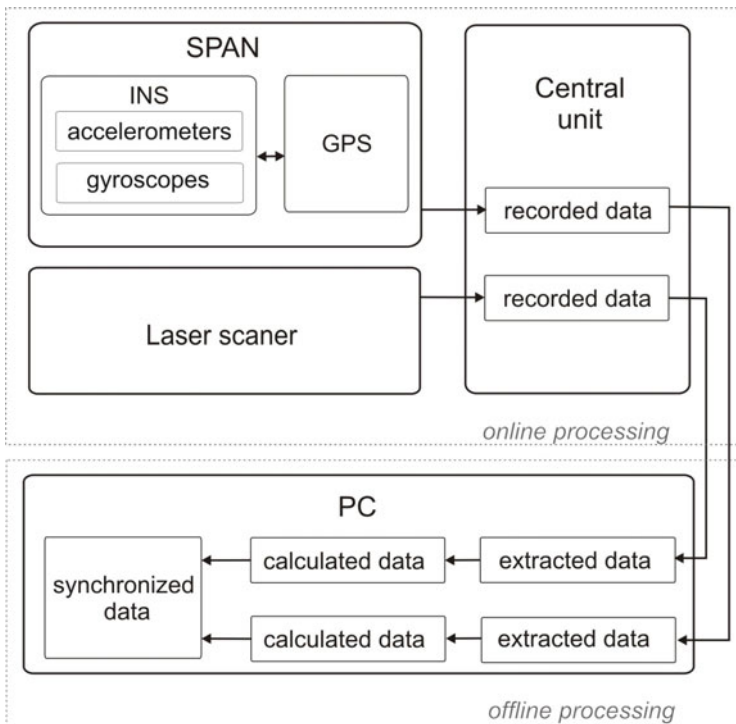 SPAN
INS
accelerometers
gyroscopes
GPS
Central
unit
recorded data
recorded data
Laser scaner
online processing
PC
synchronized
data
calculated data
extracted data
calculated data
extracted data
offline processing